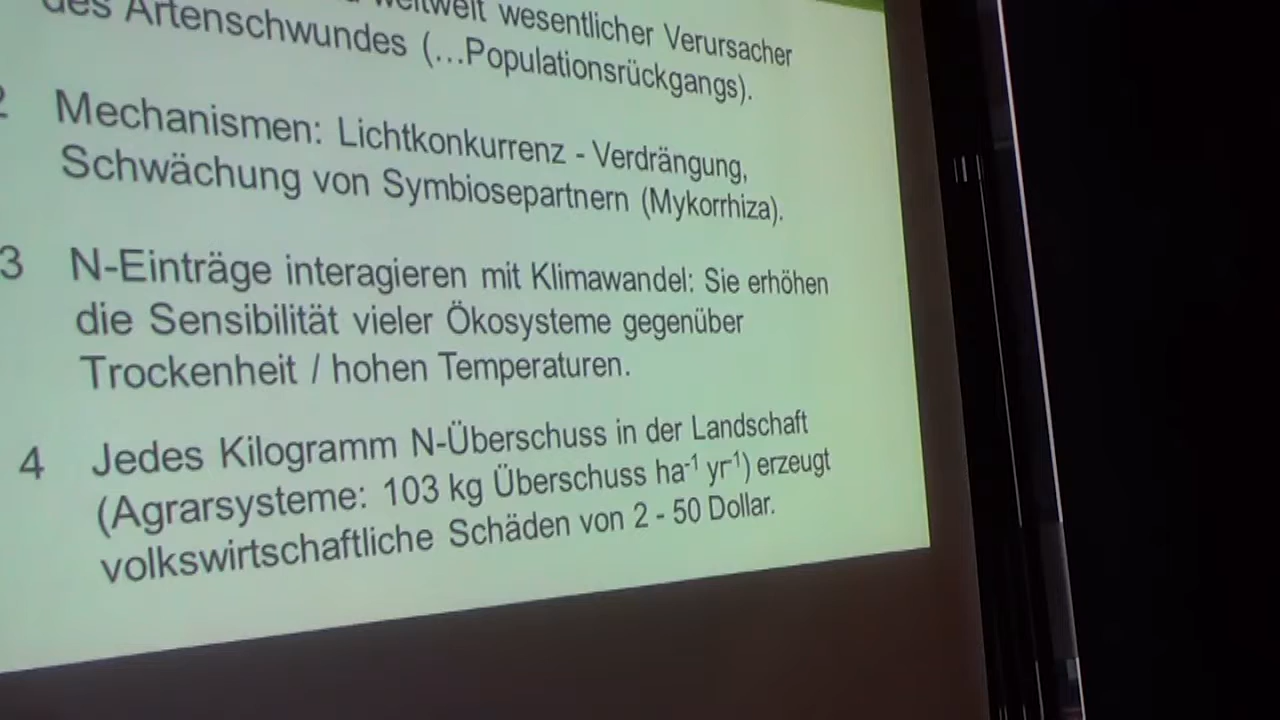 weltweit wesentlicher Verursacher
des Artenschwundes (...Populationsrückgangs).
2 Mechanismen: Lichtkonkurrenz - Verdrängung,
Schwächung von Symbiosepartnern (Mykorrhiza).
3 N-Einträge interagieren mit Klimawandel: Sie erhöhen
die Sensibilität vieler Ökosysteme gegenüber
Trockenheit / hohen Temperaturen.
4 Jedes Kilogramm N-Überschuss in der Landschaft
(Agrarsysteme: 103 kg Überschuss ha⁻¹ yr⁻¹) erzeugt
volkswirtschaftliche Schäden von 2 - 50 Dollar.